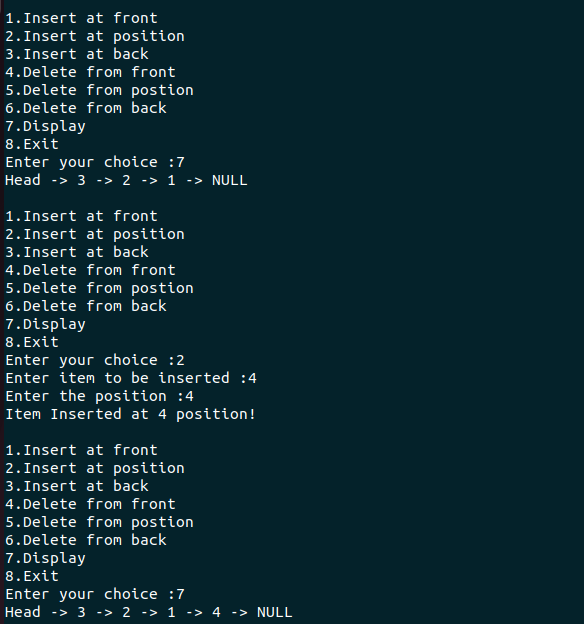 1.Insert at front
2.Insert at position
3.Insert at back
4.Delete from front
5.Delete from postion
6.Delete from back
7.Display
8.Exit
Enter your choice :7
Head -> 3 -> 2 -> 1 -> NULL
1.Insert at front
2.Insert at position
3.Insert at back
4.Delete from front
5.Delete from postion
6.Delete from back
7.Display
8.Exit
Enter your choice :2
Enter item to be inserted :4
Enter the position :4
Item Inserted at 4 position!
1.Insert at front
2.Insert at position
3.Insert at back
4.Delete from front
5.Delete from postion
6.Delete from back
7.Display
8.Exit
Enter your choice :7
Head -> 3 -> 2 -> 1 -> 4 -> NULL